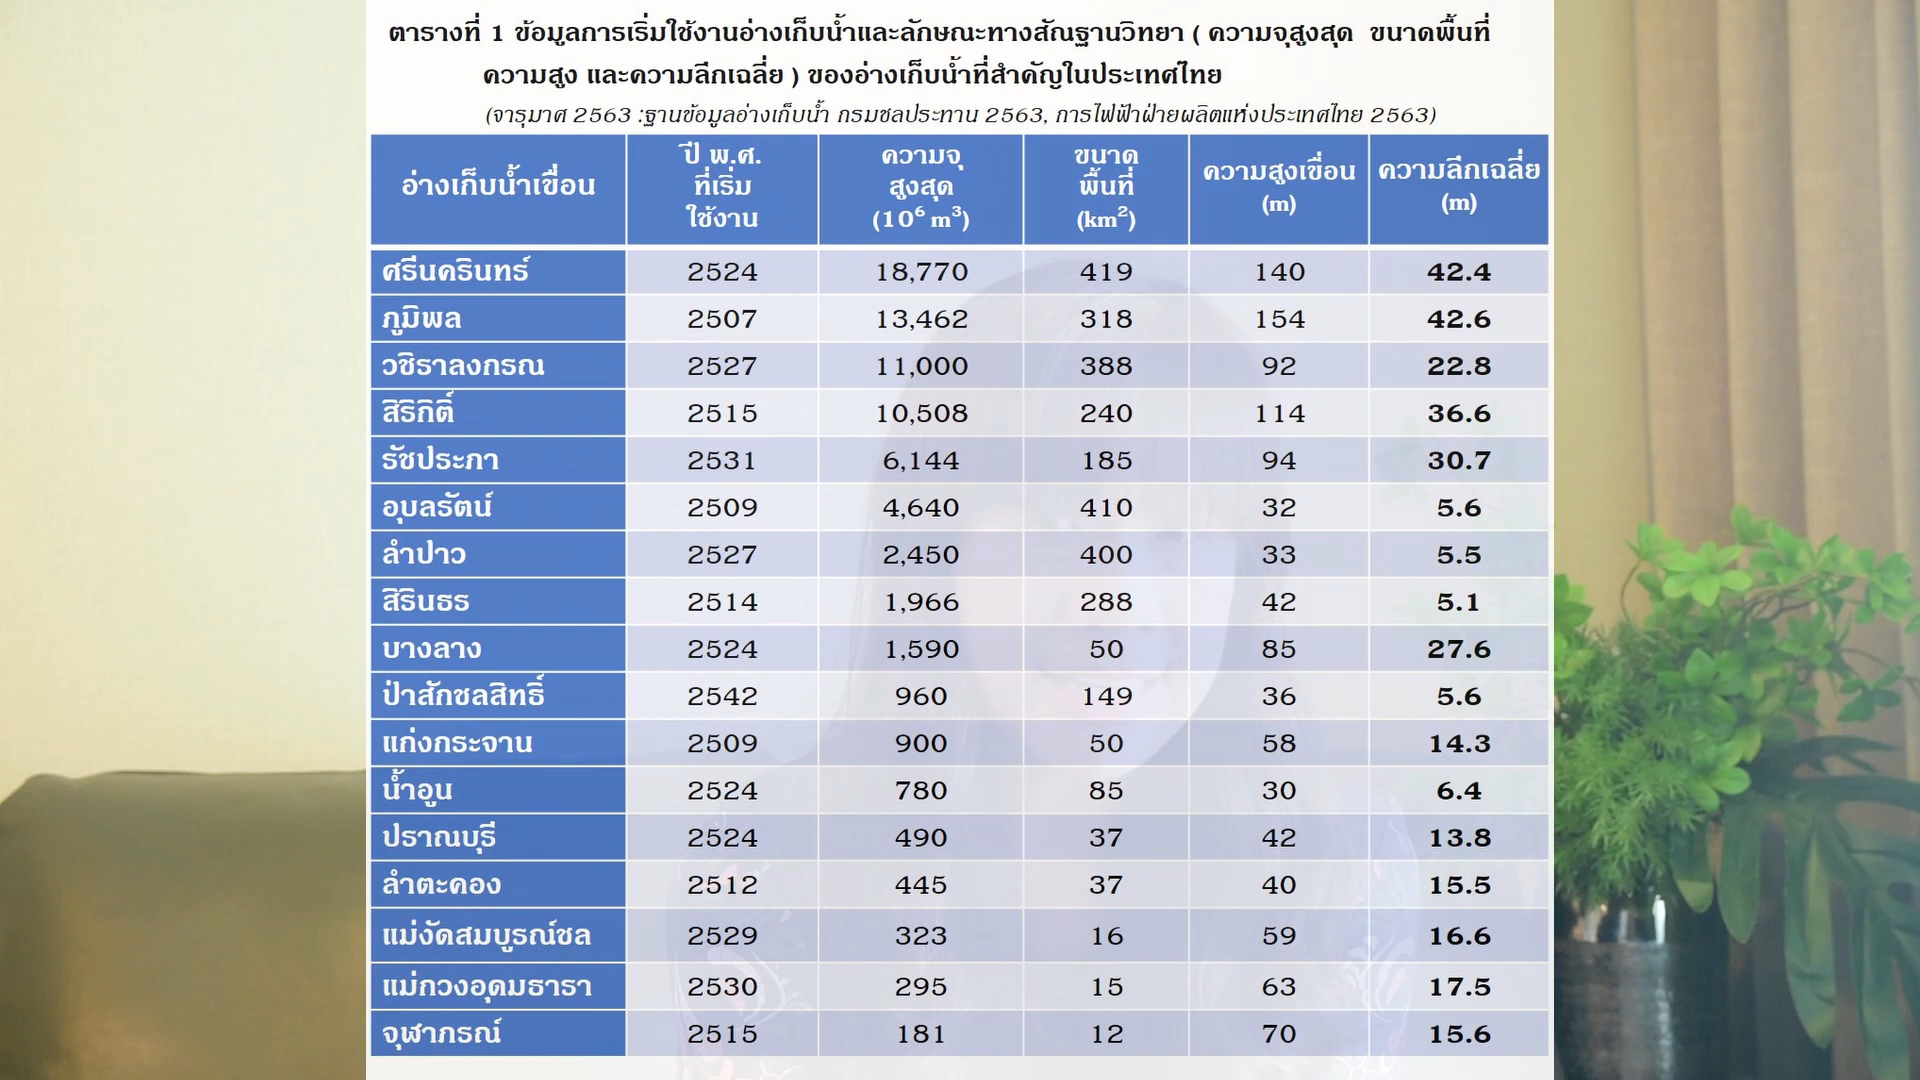 ตารางที่ 1 ข้อมูลการเริ่มใช้งานอ่างเก็บน้ำและลักษณะทางสัณฐานวิทยา ( ความจุสูงสุด ขนาดพื้นที่
ความสูง และความลึกเฉลี่ย ) ของอ่างเก็บน้ำที่สำคัญในประเทศไทย
(จารุมาศ 2563 :ฐานข้อมูลอ่างเก็บน้ำ กรมชลประทาน 2563, การไฟฟ้าฝ่ายผลิตแห่งประเทศไทย 2563)
อ่างเก็บน้ำเขื่อน ปี พ.ศ. ที่เริ่ม ใช้งาน ความจุ สูงสุด (10⁶ m³) ขนาด พื้นที่ (km²) ความสูงเขื่อน (m) ความลึกเฉลี่ย (m)
ศรีนครินทร์ 2524 18,770 419 140 42.4
ภูมิพล 2507 13,462 318 154 42.6
วชิราลงกรณ 2527 11,000 388 92 22.8
สิริกิติ์ 2515 10,508 240 114 36.6
รัชประภา 2531 6,144 185 94 30.7
อุบลรัตน์ 2509 4,640 410 32 5.6
ลำปาว 2527 2,450 400 33 5.5
สิรินธร 2514 1,966 288 42 5.1
บางลาง 2524 1,590 50 85 27.6
ป่าสักชลสิทธิ์ 2542 960 149 36 5.6
แก่งกระจาน 2509 900 50 58 14.3
น้ำอูน 2524 780 85 30 6.4
ปราณบุรี 2524 490 37 42 13.8
ลำตะคอง 2512 445 37 40 15.5
แม่งัดสมบูรณ์ชล 2529 323 16 59 16.6
แม่กวงอุดมธารา 2530 295 15 63 17.5
จุฬาภรณ์ 2515 181 12 70 15.6